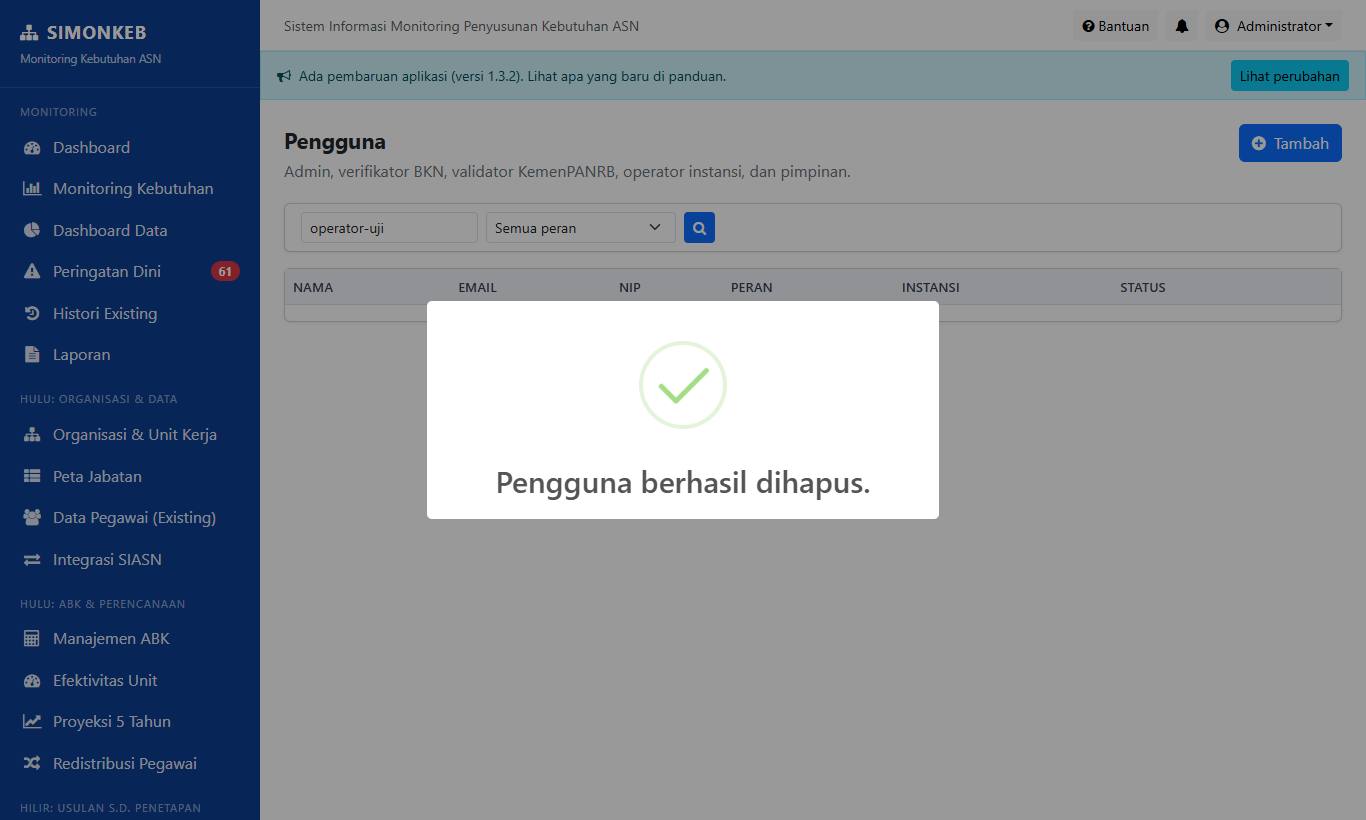 SIMONKEB
Monitoring Kebutuhan ASN
MONITORING
Dashboard
Monitoring Kebutuhan
Dashboard Data
Peringatan Dini 61
Histori Existing
Laporan
HULU: ORGANISASI & DATA
Organisasi & Unit Kerja
Peta Jabatan
Data Pegawai (Existing)
Integrasi SIASN
HULU: ABK & PERENCANAAN
Manajemen ABK
Efektivitas Unit
Proyeksi 5 Tahun
Redistribusi Pegawai
HILIR: USULAN S.D. PENETAPAN
Sistem Informasi Monitoring Penyusunan Kebutuhan ASN Bantuan Administrator
Ada pembaruan aplikasi (versi 1.3.2). Lihat apa yang baru di panduan. Lihat perubahan
Pengguna Tambah
Admin, verifikator BKN, validator KemenPANRB, operator instansi, dan pimpinan.
operator-uji Semua peran
NAMA EMAIL NIP PERAN INSTANSI STATUS
Pengguna berhasil dihapus.